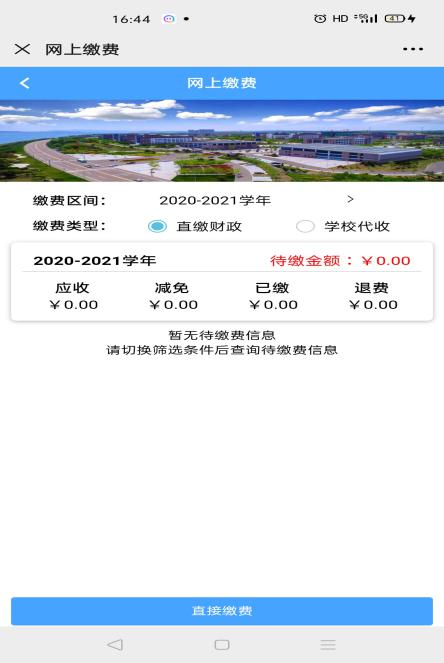 16:44 HD 5G 41
网上缴费
网上缴费
缴费区间： 2020-2021学年 >
缴费类型： 直缴财政 学校代收
2020-2021学年 待缴金额：￥0.00
应收 减免 已缴 退费
￥0.00 ￥0.00 ￥0.00 ￥0.00
暂无待缴费信息
请切换筛选条件后查询待缴费信息
直接缴费